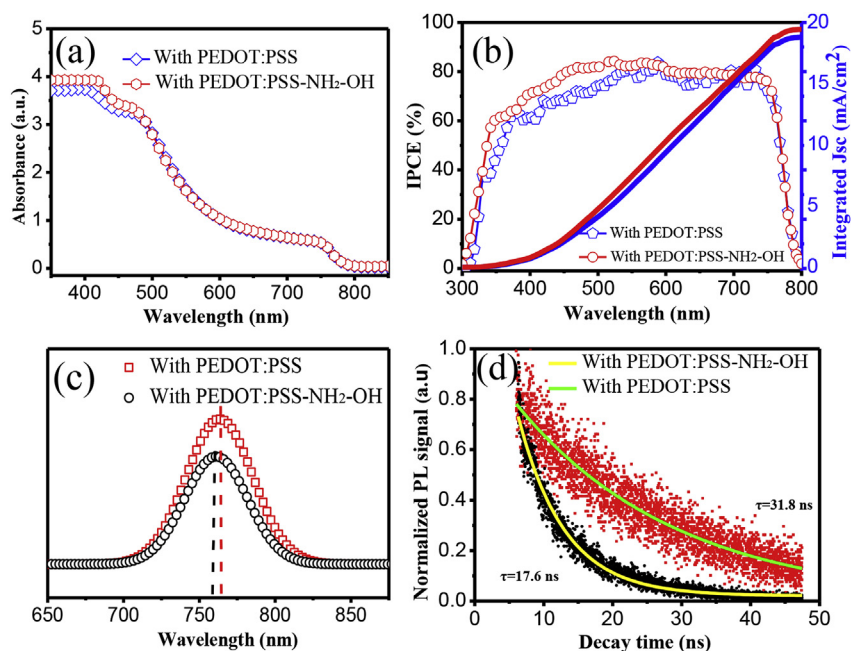 (a)
With PEDOT:PSS
With PEDOT:PSS-NH₂-OH
Absorbance (a.u.)
5
4
3
2
1
0
400 500 600 700 800
Wavelength (nm)
(b)
IPCE (%)
100
80
60
40
20
0
20
15
10
5
0
Integrated Jsc (mA/cm²)
With PEDOT:PSS
With PEDOT:PSS-NH₂-OH
300 400 500 600 700 800
Wavelength (nm)
(c)
With PEDOT:PSS
With PEDOT:PSS-NH₂-OH
650 700 750 800 850
Wavelength (nm)
(d)
With PEDOT:PSS-NH₂-OH
With PEDOT:PSS
Normalized PL signal (a.u)
1.0
0.8
0.6
0.4
0.2
0.0
τ=31.8 ns
τ=17.6 ns
0 10 20 30 40 50
Decay time (ns)